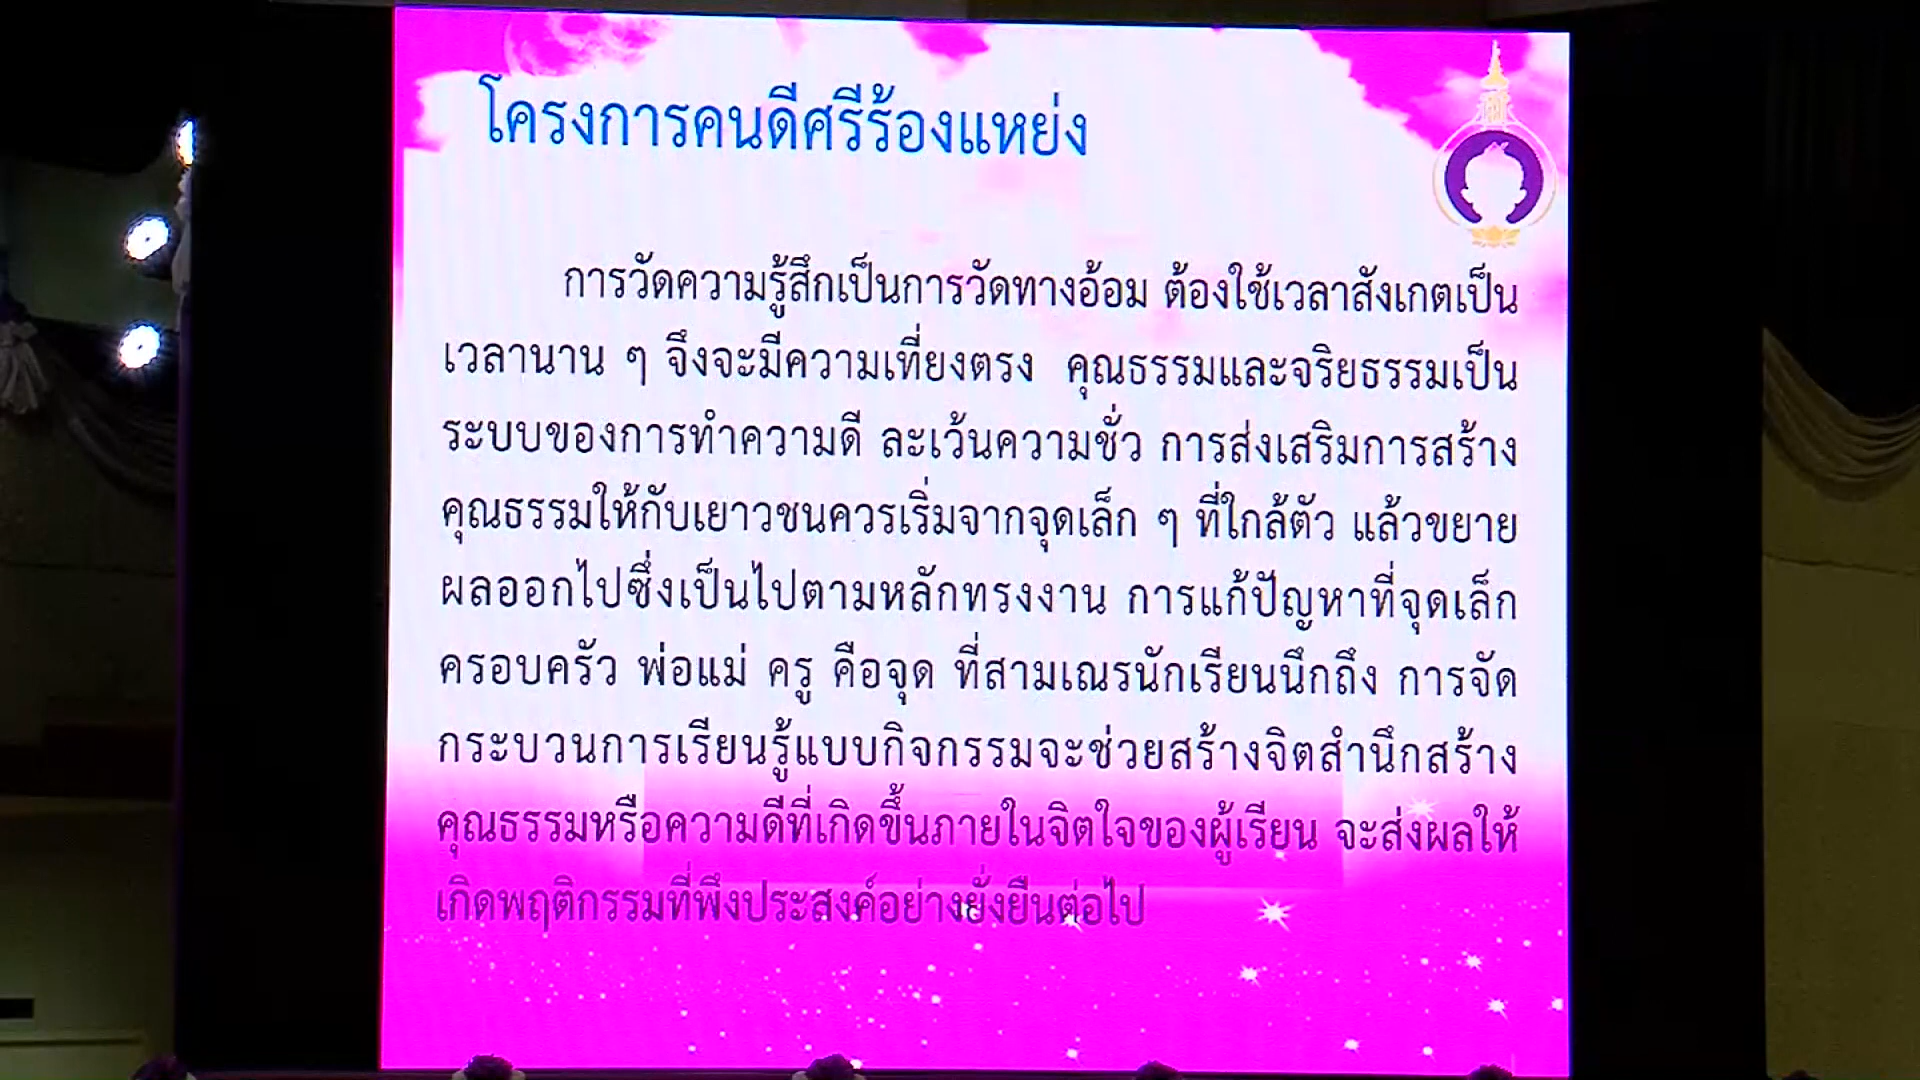 โครงการคนดีศรีร้องแหย่ง
การวัดความรู้สึกเป็นการวัดทางอ้อม ต้องใช้เวลาสังเกตเป็น
เวลานาน ๆ จึงจะมีความเที่ยงตรง คุณธรรมและจริยธรรมเป็น
ระบบของการทำความดี ละเว้นความชั่ว การส่งเสริมการสร้าง
คุณธรรมให้กับเยาวชนควรเริ่มจากจุดเล็ก ๆ ที่ใกล้ตัว แล้วขยาย
ผลออกไปซึ่งเป็นไปตามหลักทรงงาน การแก้ปัญหาที่จุดเล็ก
ครอบครัว พ่อแม่ ครู คือจุด ที่สามเณรนักเรียนนึกถึง การจัด
กระบวนการเรียนรู้แบบกิจกรรมจะช่วยสร้างจิตสำนึกสร้าง
คุณธรรมหรือความดีที่เกิดขึ้นภายในจิตใจของผู้เรียน จะส่งผลให้
เกิดพฤติกรรมที่พึงประสงค์อย่างยั่งยืนต่อไป